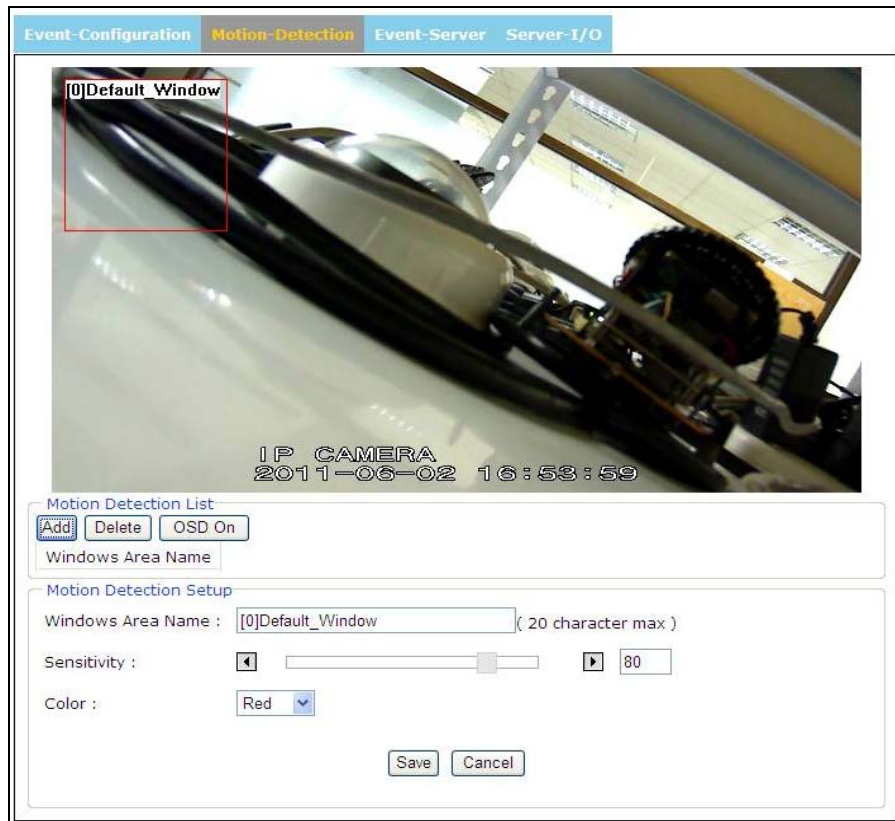 Event-Configuration Motion-Detection Event-Server Server-I/O
[0]Default_Window
IP CAMERA
2011-06-02 16:53:59
Motion Detection List
Add Delete OSD On
Windows Area Name
Motion Detection Setup
Windows Area Name : [0]Default_Window ( 20 character max )
Sensitivity : 80
Color : Red
Save Cancel